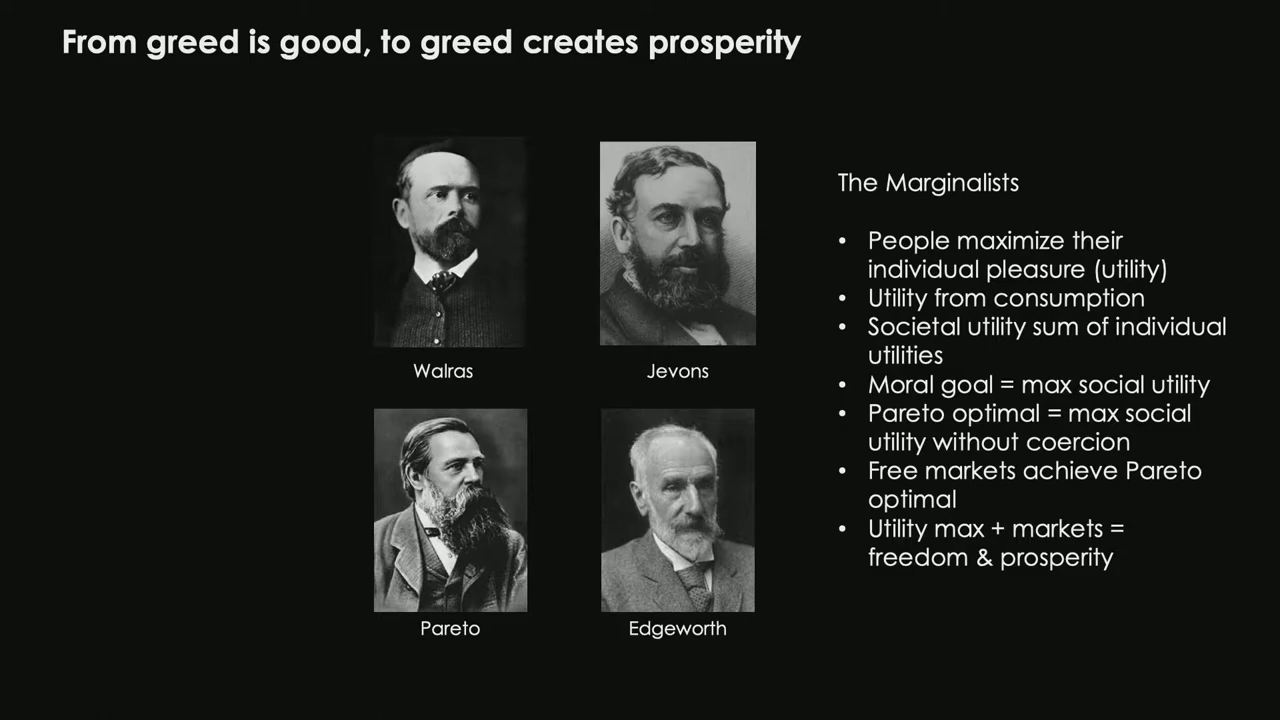 From greed is good, to greed creates prosperity
Walras
Jevons
Pareto
Edgeworth
The Marginalists
• People maximize their
individual pleasure (utility)
• Utility from consumption
• Societal utility sum of individual
utilities
• Moral goal = max social utility
• Pareto optimal = max social
utility without coercion
• Free markets achieve Pareto
optimal
• Utility max + markets =
freedom & prosperity